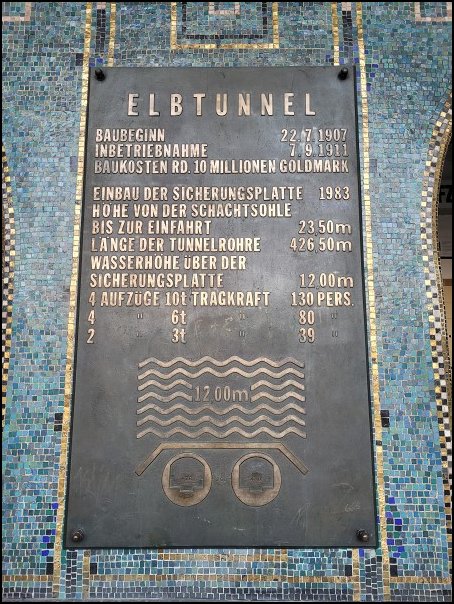 ELBTUNNEL
BAUBEGINN 22.7.1907
INBETRIEBNAHME 7.9.1911
BAUKOSTEN RD. 10 MILLIONEN GOLDMARK
EINBAU DER SICHERUNGSPLATTE 1983
HÖHE VON DER SCHACHTSOHLE
BIS ZUR EINFAHRT 23.50m
LÄNGE DER TUNNELROHRE 426.50m
WASSERHÖHE ÜBER DER
SICHERUNGSPLATTE 12.00m
4 AUFZÜGE 10t TRAGKRAFT 130 PERS.
4 " 6t " 80 "
2 " 3t " 39 "
12.00m